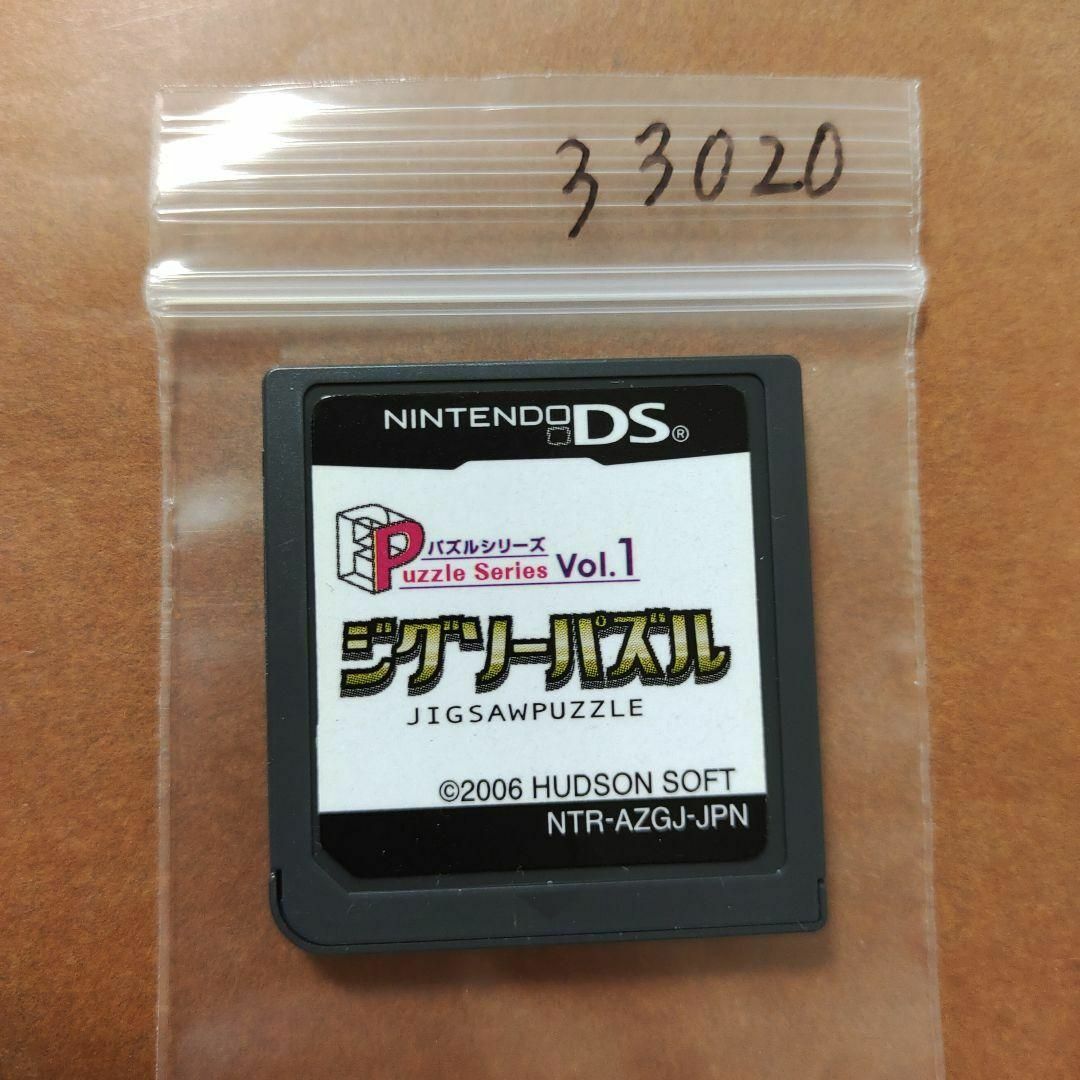 33020
NINTENDO DS®
パズルシリーズ
Puzzle Series Vol.1
ジグソーパズル
JIGSAWPUZZLE
©2006 HUDSON SOFT
NTR-AZGJ-JPN